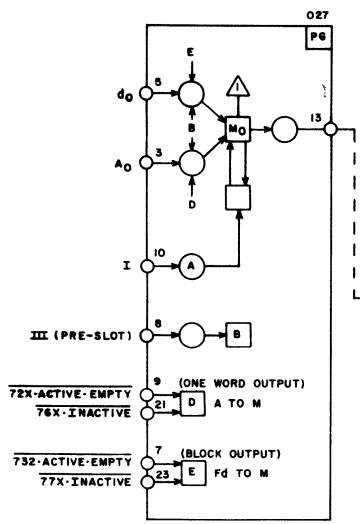 027
P6
E
5
d0
1
13
B
M0
3
A0
D
10
I
A
8
III (PRE-SLOT)
B
9
72X·ACTIVE·EMPTY
(ONE WORD OUTPUT)
D
A TO M
21
76X·INACTIVE
7
732·ACTIVE·EMPTY
(BLOCK OUTPUT)
E
Fd TO M
23
77X·INACTIVE